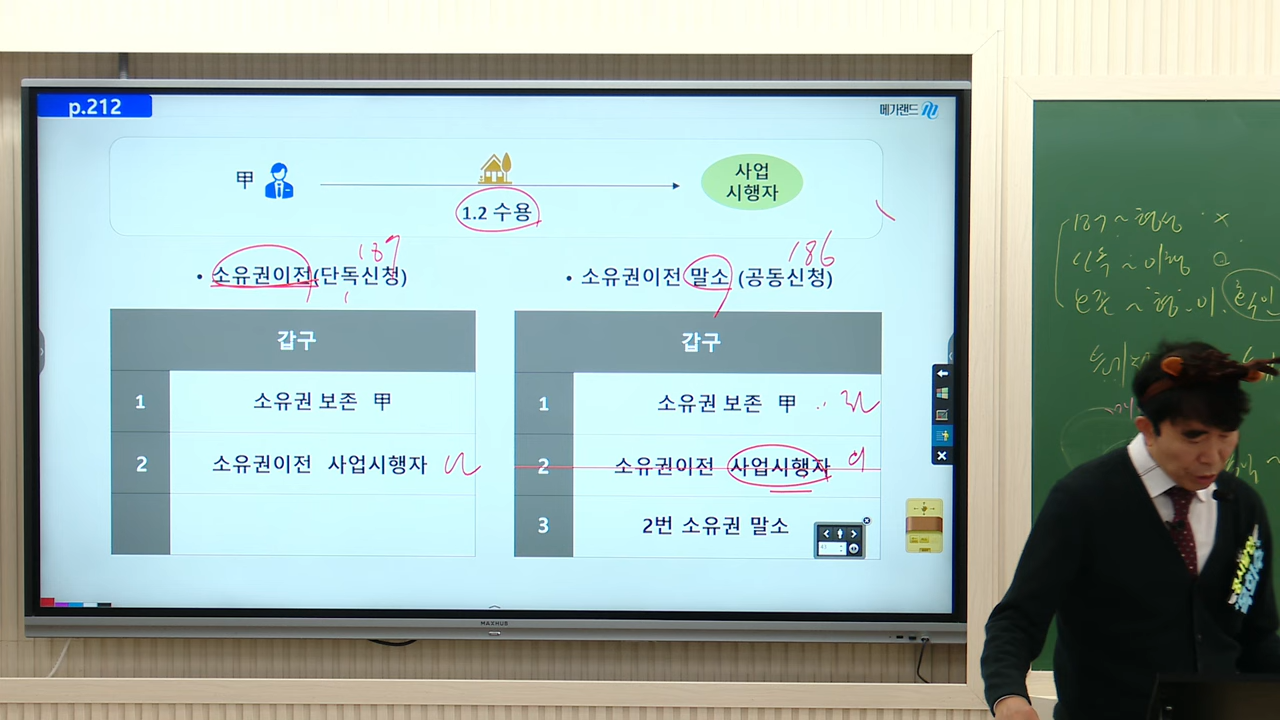 p.212
메가랜드
甲
사업
시행자
1.2 수용
187
186
• 소유권이전(단독신청)
• 소유권이전 말소 (공동신청)
갑구
1 소유권 보존 甲
2 소유권이전 사업시행자
갑구
1 소유권 보존 甲
2 소유권이전 사업시행자
3 2번 소유권 말소
MAXHUB
187 ~ 형성 x